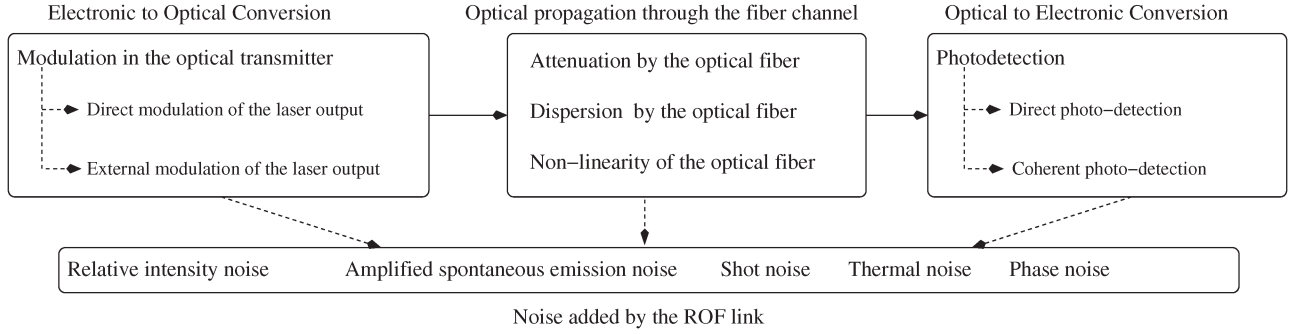 Electronic to Optical Conversion
Modulation in the optical transmitter
Direct modulation of the laser output
External modulation of the laser output
Optical propagation through the fiber channel
Attenuation by the optical fiber
Dispersion by the optical fiber
Non−linearity of the optical fiber
Optical to Electronic Conversion
Photodetection
Direct photo−detection
Coherent photo−detection
Relative intensity noise Amplified spontaneous emission noise Shot noise Thermal noise Phase noise
Noise added by the ROF link